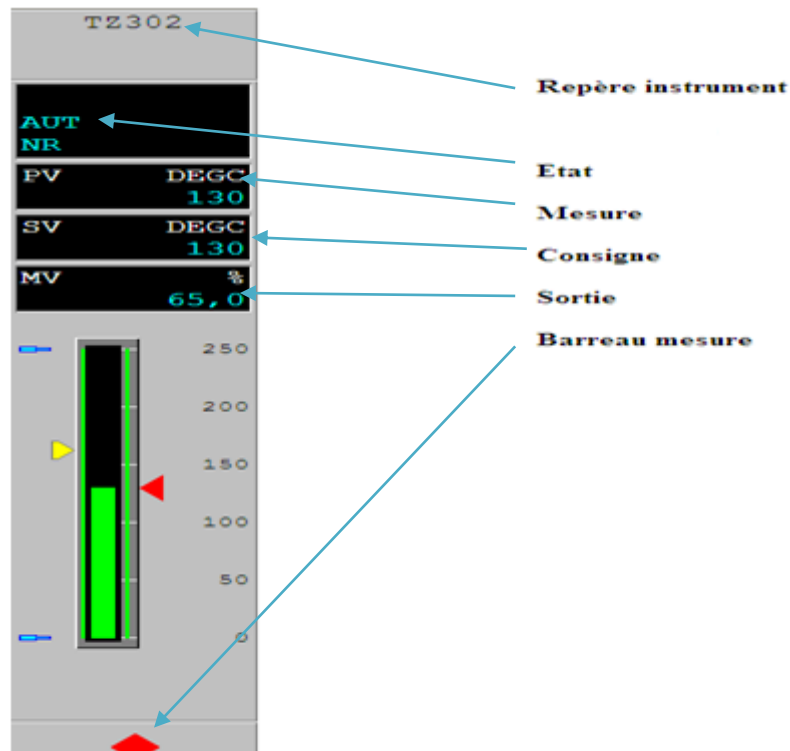 TZ302
Repère instrument
AUT
NR
Etat
PV DEGC
130
Mesure
SV DEGC
130
Consigne
MV %
65,0
Sortie
Barreau mesure
250
200
150
100
50
0